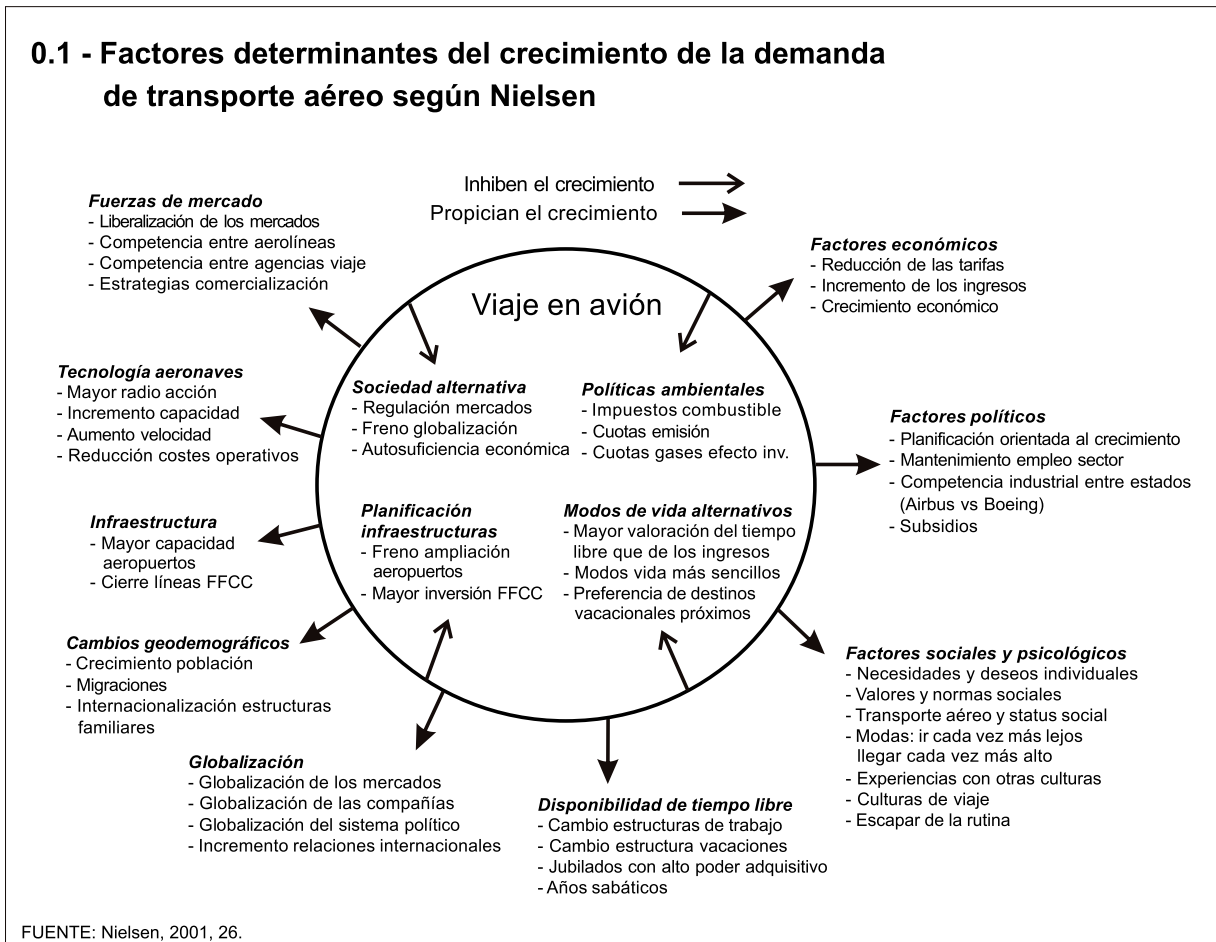 0.1 - Factores determinantes del crecimiento de la demanda
de transporte aéreo según Nielsen
Inhiben el crecimiento
Propician el crecimiento
Fuerzas de mercado
- Liberalización de los mercados
- Competencia entre aerolíneas
- Competencia entre agencias viaje
- Estrategias comercialización
Factores económicos
- Reducción de las tarifas
- Incremento de los ingresos
- Crecimiento económico
Viaje en avión
Tecnología aeronaves
- Mayor radio acción
- Incremento capacidad
- Aumento velocidad
- Reducción costes operativos
Sociedad alternativa
- Regulación mercados
- Freno globalización
- Autosuficiencia económica
Políticas ambientales
- Impuestos combustible
- Cuotas emisión
- Cuotas gases efecto inv.
Factores políticos
- Planificación orientada al crecimiento
- Mantenimiento empleo sector
- Competencia industrial entre estados
(Airbus vs Boeing)
- Subsidios
Infraestructura
- Mayor capacidad
aeropuertos
- Cierre líneas FFCC
Planificación
infraestructuras
- Freno ampliación
aeropuertos
- Mayor inversión FFCC
Modos de vida alternativos
- Mayor valoración del tiempo
libre que de los ingresos
- Modos vida más sencillos
- Preferencia de destinos
vacacionales próximos
Cambios geodemográficos
- Crecimiento población
- Migraciones
- Internacionalización estructuras
familiares
Factores sociales y psicológicos
- Necesidades y deseos individuales
- Valores y normas sociales
- Transporte aéreo y status social
- Modas: ir cada vez más lejos
llegar cada vez más alto
- Experiencias con otras culturas
- Culturas de viaje
- Escapar de la rutina
Globalización
- Globalización de los mercados
- Globalización de las compañías
- Globalización del sistema político
- Incremento relaciones internacionales
Disponibilidad de tiempo libre
- Cambio estructuras de trabajo
- Cambio estructura vacaciones
- Jubilados con alto poder adquisitivo
- Años sabáticos
FUENTE: Nielsen, 2001, 26.